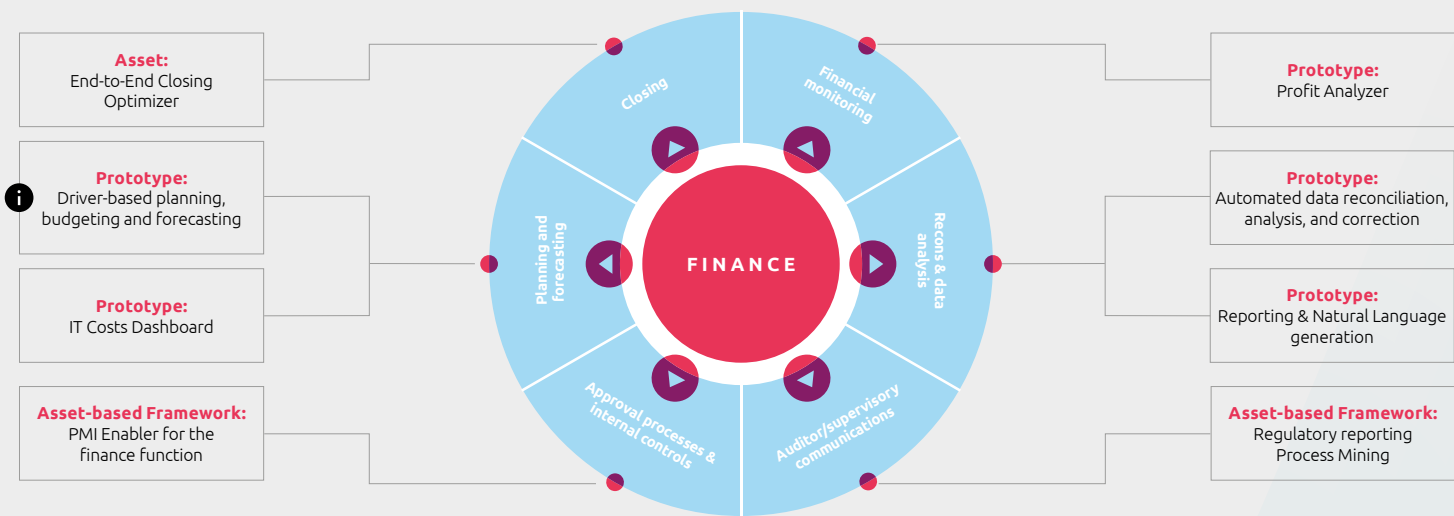 Asset:
End-to-End Closing
Optimizer
Prototype:
Driver-based planning,
budgeting and forecasting
i
Prototype:
IT Costs Dashboard
Asset-based Framework:
PMI Enabler for the
finance function
Closing
Financial
monitoring
Planning and
forecasting
FINANCE
Recons & data
analysis
Approval processes &
internal controls
Auditor/supervisory
communications
Prototype:
Profit Analyzer
Prototype:
Automated data reconciliation,
analysis, and correction
Prototype:
Reporting & Natural Language
generation
Asset-based Framework:
Regulatory reporting
Process Mining